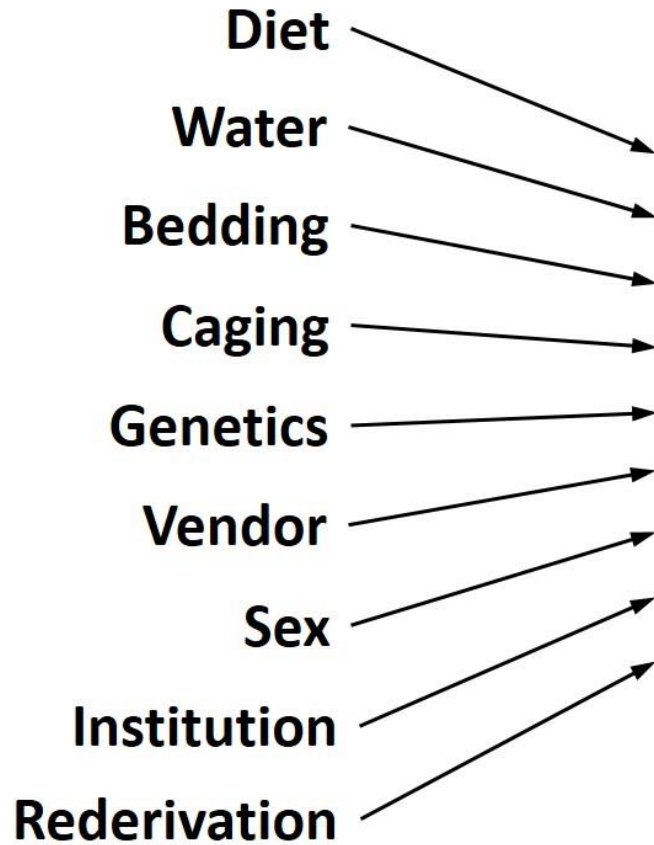 Diet
Water
Bedding
Caging
Genetics
Vendor
Sex
Institution
Rederivation